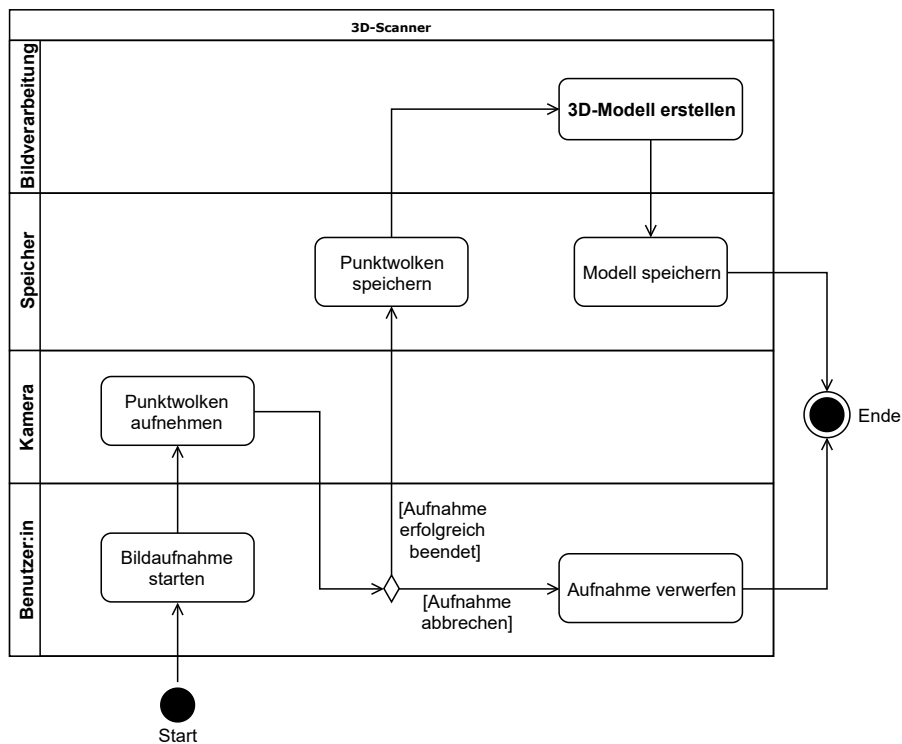 3D-Scanner
Bildverarbeitung
3D-Modell erstellen
Speicher
Punktwolken
speichern
Modell speichern
Kamera
Punktwolken
aufnehmen
Ende
Benutzer:in
Bildaufnahme
starten
[Aufnahme
erfolgreich
beendet]
[Aufnahme
abbrechen]
Aufnahme verwerfen
Start